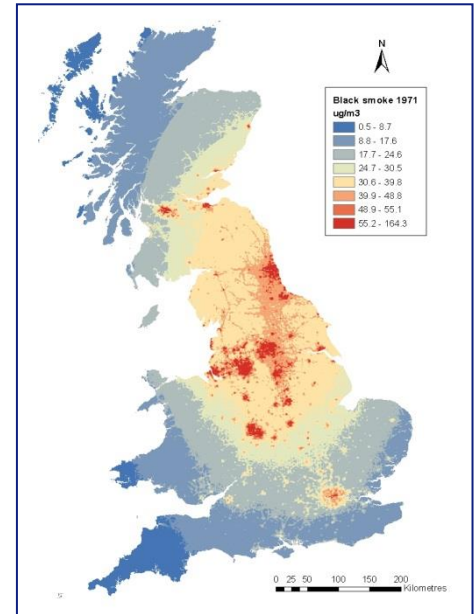 N
Black smoke 1971
ug/m3
0.5 - 8.7
8.8 - 17.6
17.7 - 24.6
24.7 - 30.5
30.6 - 39.8
39.9 - 48.8
48.9 - 55.1
55.2 - 164.3
0 25 50 100 150 200
Kilometres